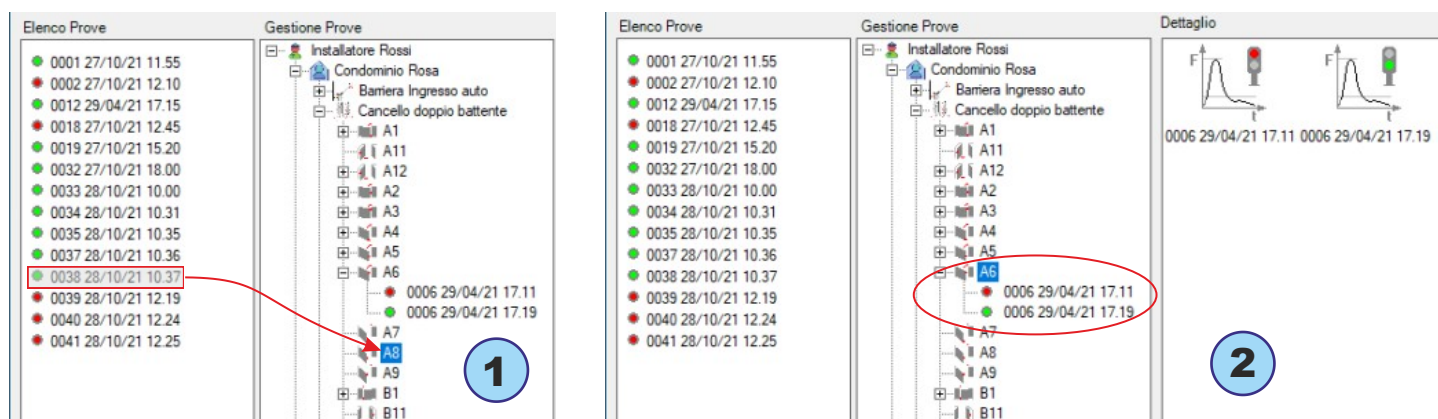 Elenco Prove
0001 27/10/21 11.55
0002 27/10/21 12.10
0012 29/04/21 17.15
0018 27/10/21 12.45
0019 27/10/21 15.20
0032 27/10/21 18.00
0033 28/10/21 10.00
0034 28/10/21 10.31
0035 28/10/21 10.35
0037 28/10/21 10.36
0038 28/10/21 10.37
0039 28/10/21 12.19
0040 28/10/21 12.24
0041 28/10/21 12.25
Gestione Prove
Installatore Rossi
Condominio Rosa
Barriera Ingresso auto
Cancello doppio battente
A1
A11
A12
A2
A3
A4
A5
A6
0006 29/04/21 17.11
0006 29/04/21 17.19
A7
A8
A9
B1
B11
1
Elenco Prove
0001 27/10/21 11.55
0002 27/10/21 12.10
0012 29/04/21 17.15
0018 27/10/21 12.45
0019 27/10/21 15.20
0032 27/10/21 18.00
0033 28/10/21 10.00
0034 28/10/21 10.31
0035 28/10/21 10.35
0037 28/10/21 10.36
0038 28/10/21 10.37
0039 28/10/21 12.19
0040 28/10/21 12.24
0041 28/10/21 12.25
Gestione Prove
Installatore Rossi
Condominio Rosa
Barriera Ingresso auto
Cancello doppio battente
A1
A11
A12
A2
A3
A4
A5
A6
0006 29/04/21 17.11
0006 29/04/21 17.19
A7
A8
A9
B1
B11
Dettaglio
F
t
F
t
0006 29/04/21 17.11 0006 29/04/21 17.19
2